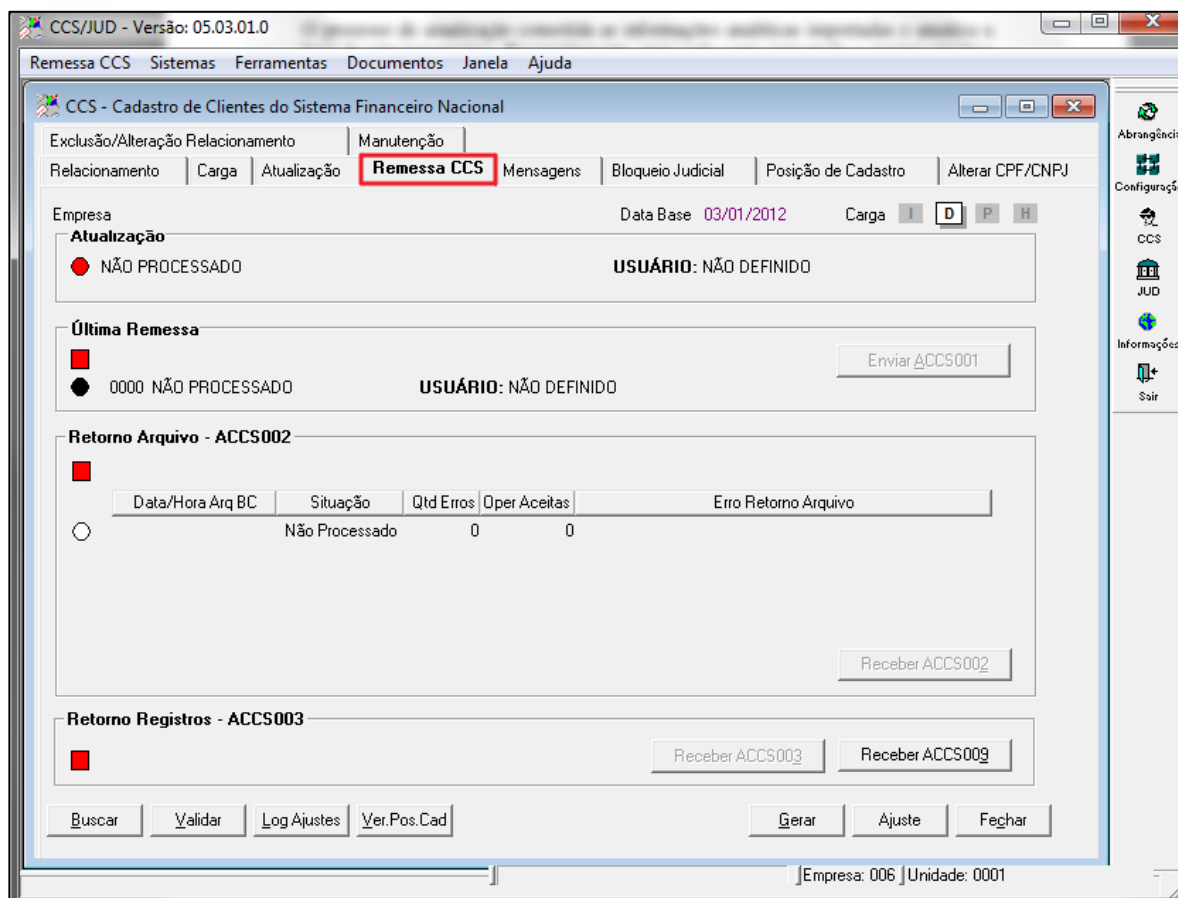 CCS/JUD - Versão: 05.03.01.0
Remessa CCS Sistemas Ferramentas Documentos Janela Ajuda
CCS - Cadastro de Clientes do Sistema Financeiro Nacional
Exclusão/Alteração Relacionamento Manutenção
Relacionamento Carga Atualização Remessa CCS Mensagens Bloqueio Judicial Posição de Cadastro Alterar CPF/CNPJ
Empresa Data Base 03/01/2012 Carga I D P H
Atualização
NÃO PROCESSADO USUÁRIO: NÃO DEFINIDO
Última Remessa
Enviar ACCS001
0000 NÃO PROCESSADO USUÁRIO: NÃO DEFINIDO
Retorno Arquivo - ACCS002
Data/Hora Arq BC Situação Qtd Erros Oper Aceitas Erro Retorno Arquivo
Não Processado 0 0
Receber ACCS002
Retorno Registros - ACCS003
Receber ACCS003 Receber ACCS009
Buscar Validar Log Ajustes Ver.Pos.Cad Gerar Ajuste Fechar
Empresa: 006 Unidade: 0001
Abrangênci
Configuraçõ
CCS
JUD
Informações
Sair